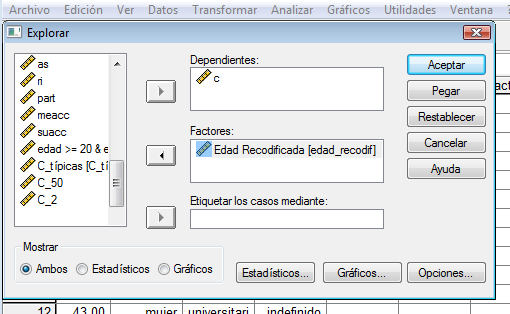 Archivo Edición Ver Datos Transformar Analizar Gráficos Utilidades Ventana ?
Explorar
as
ri
part
meacc
suacc
edad >= 20 & e
C_típicas [C_tí
C_50
C_2
Dependientes:
c
Factores:
Edad Recodificada [edad_recodif]
Etiquetar los casos mediante:
Aceptar
Pegar
Restablecer
Cancelar
Ayuda
Mostrar
Ambos Estadísticos Gráficos
Estadísticos... Gráficos... Opciones...
act
12 43,00 mujer universitari indefinido